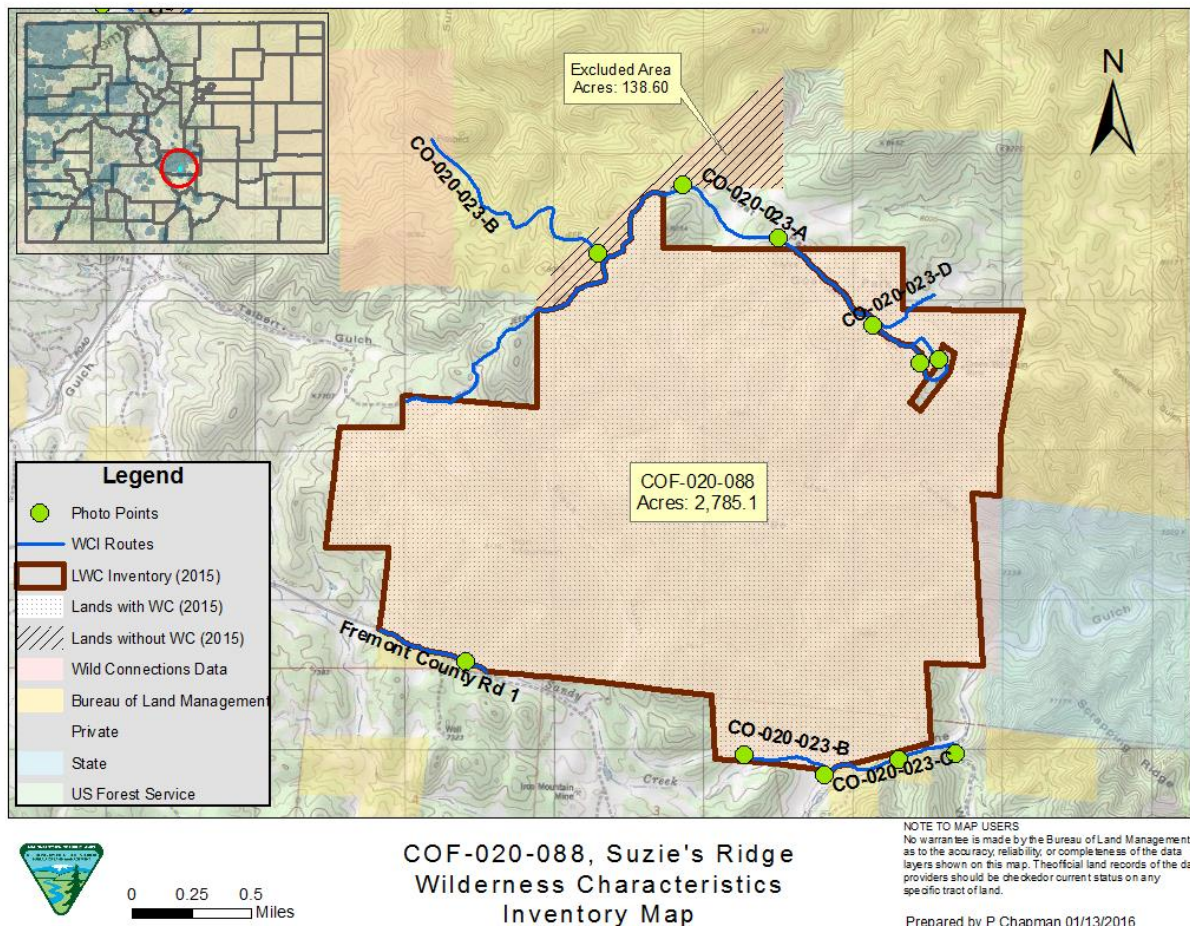 Excluded Area
Acres: 138.60
N
CO-020-023-B
CO-020-023-A
CO-020-023-D
Talbert
Gulch
Gulch
ROAD
COF-020-088
Acres: 2,785.1
Legend
Photo Points
WCI Routes
LWC Inventory (2015)
Lands with WC (2015)
Lands without WC (2015)
Wild Connections Data
Bureau of Land Management
Private
State
US Forest Service
Gulch
Scrapping
Ridge
Fremont County Rd 1
Sandy
Well
7323
Creek
Iron Mountain
Mine
CO-020-023-B
CO-020-023-C
0 0.25 0.5
Miles
COF-020-088, Suzie's Ridge
Wilderness Characteristics
Inventory Map
NOTE TO MAP USERS
No warrantee is made by the Bureau of Land Management
as to the accuracy, reliability, or completeness of the data
layers shown on this map. Theofficial land records of the da
providers should be checkedor current status on any
specific tract of land.
Prepared by P Chapman 01/13/2016